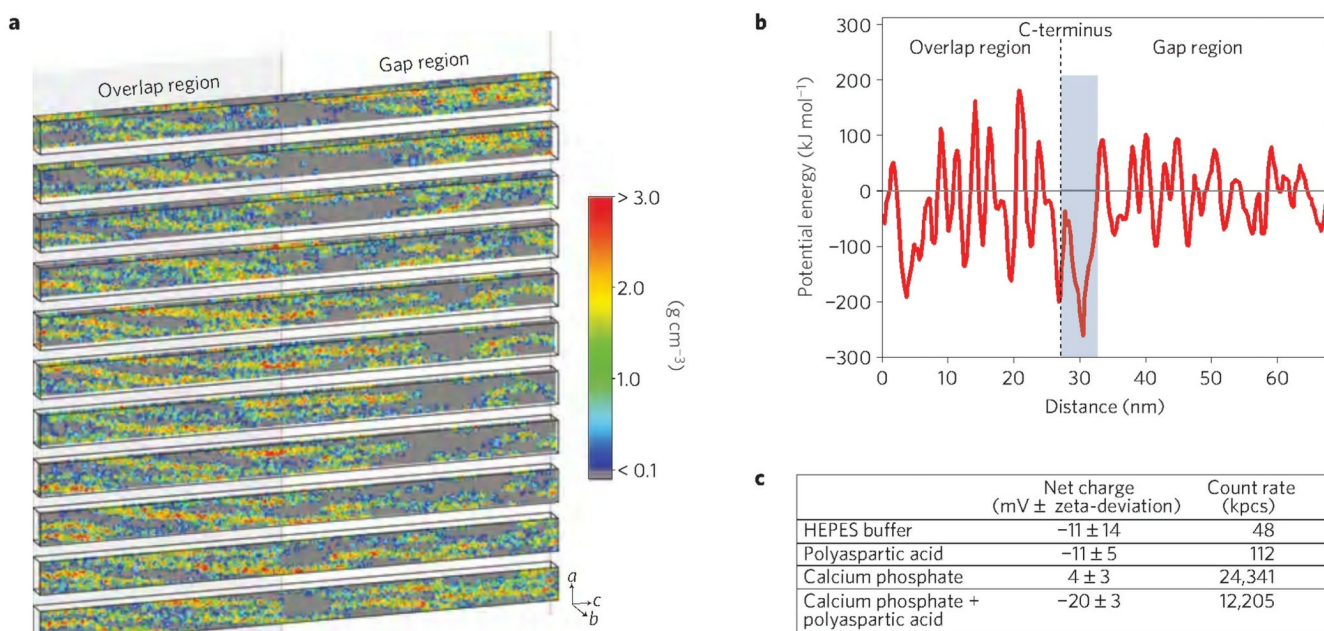 a
Overlap region
Gap region
> 3.0
2.0
1.0
< 0.1
(g cm⁻³)
a
c
b
b
C-terminus
Overlap region
Gap region
Potential energy (kJ mol⁻¹)
300
200
100
0
−100
−200
−300
0 10 20 30 40 50 60
Distance (nm)
c
Net charge Count rate
(mV ± zeta-deviation) (kpcs)
HEPES buffer −11 ± 14 48
Polyaspartic acid −11 ± 5 112
Calcium phosphate 4 ± 3 24,341
Calcium phosphate + −20 ± 3 12,205
polyaspartic acid